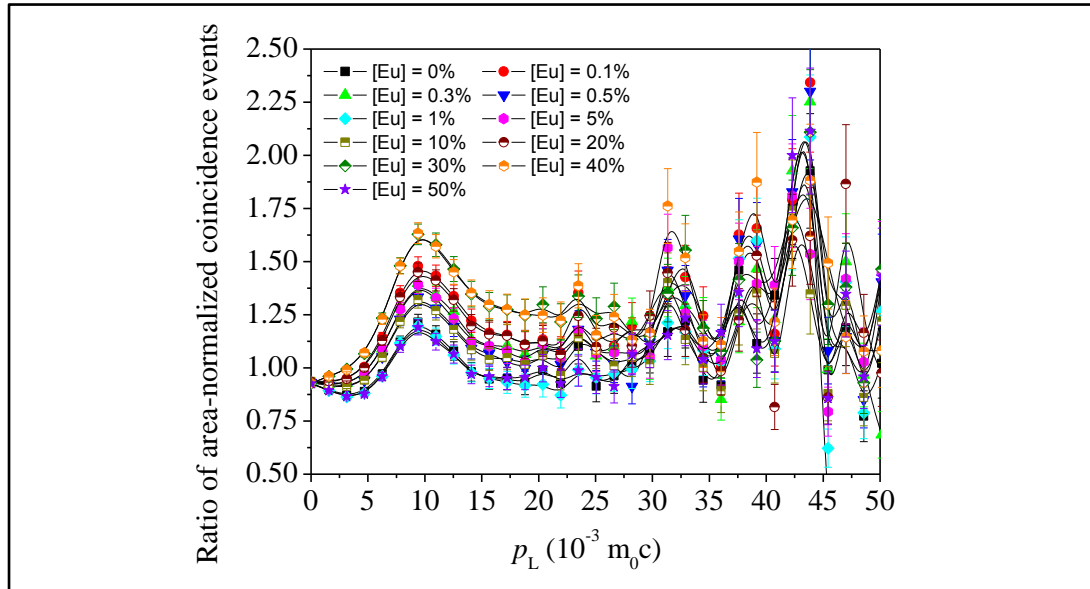 Ratio of area-normalized coincidence events
2.50
2.25
2.00
1.75
1.50
1.25
1.00
0.75
0.50
[Eu] = 0% [Eu] = 0.1%
[Eu] = 0.3% [Eu] = 0.5%
[Eu] = 1% [Eu] = 5%
[Eu] = 10% [Eu] = 20%
[Eu] = 30% [Eu] = 40%
[Eu] = 50%
0 5 10 15 20 25 30 35 40 45 50
p_L (10^-3 m_0c)